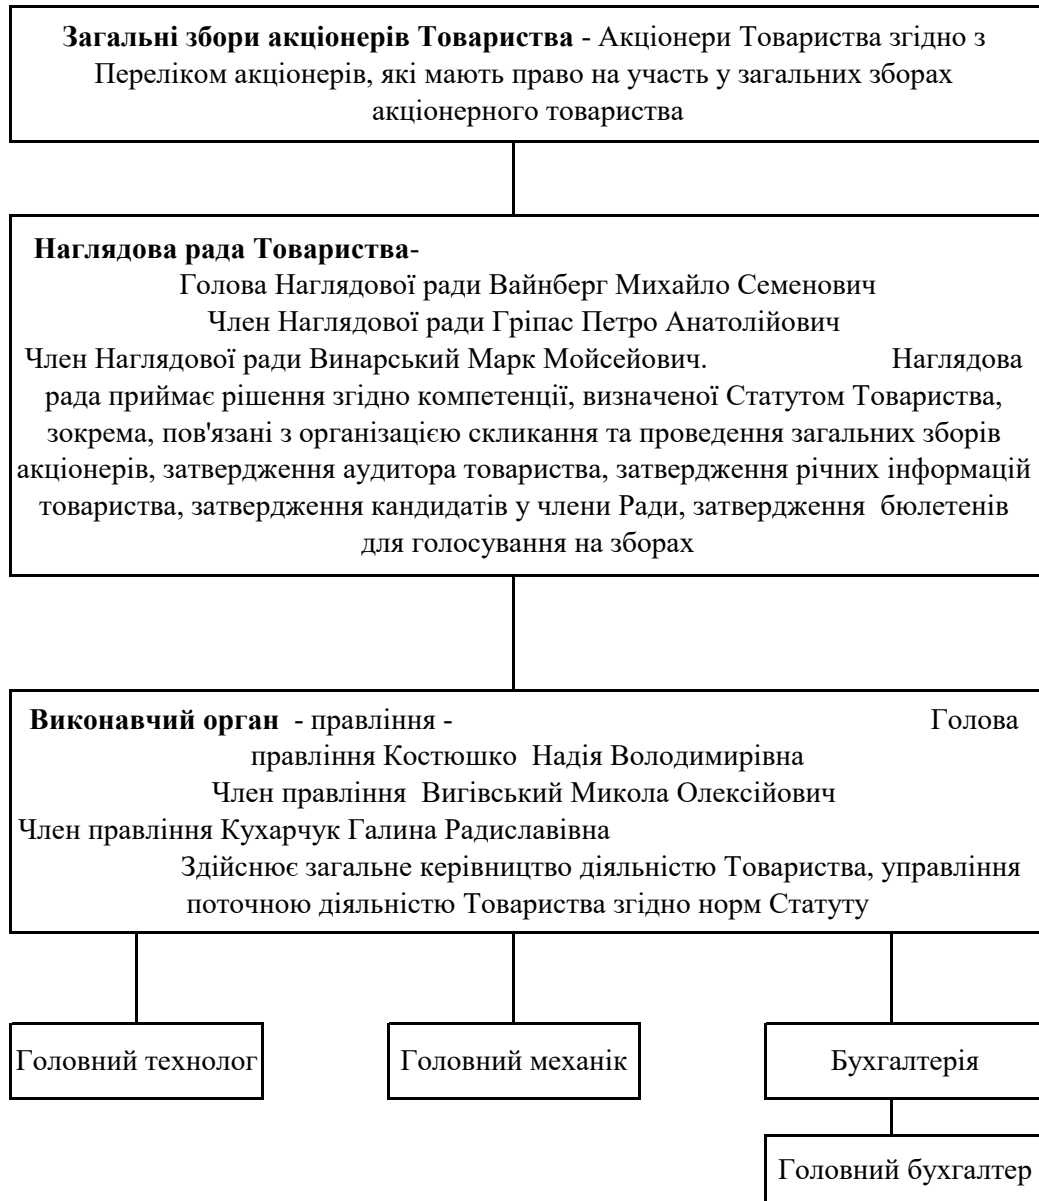 Загальні збори акціонерів Товариства - Акціонери Товариства згідно з
Переліком акціонерів, які мають право на участь у загальних зборах
акціонерного товариства
Наглядова рада Товариства-
Голова Наглядової ради Вайнберг Михайло Семенович
Член Наглядової ради Гріпас Петро Анатолійович
Член Наглядової ради Винарський Марк Мойсейович. Наглядова
рада приймає рішення згідно компетенції, визначеної Статутом Товариства,
зокрема, пов'язані з організацією скликання та проведення загальних зборів
акціонерів, затвердження аудитора товариства, затвердження річних інформацій
товариства, затвердження кандидатів у члени Ради, затвердження бюлетенів
для голосування на зборах
Виконавчий орган - правління - Голова
правління Костюшко Надія Володимирівна
Член правління Вигівський Микола Олексійович
Член правління Кухарчук Галина Радиславівна
Здійснює загальне керівництво діяльністю Товариства, управління
поточною діяльністю Товариства згідно норм Статуту
Головний технолог
Головний механік
Бухгалтерія
Головний бухгалтер